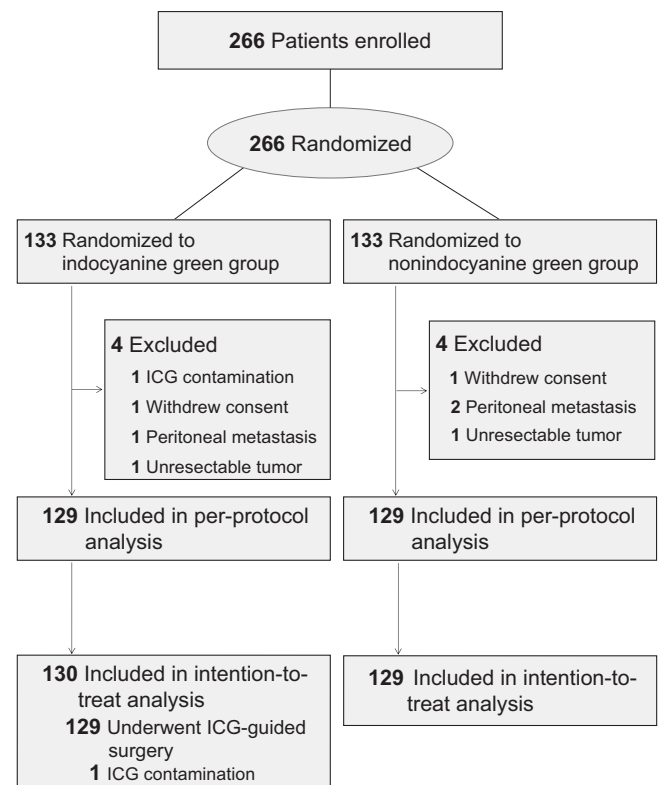 266 Patients enrolled
266 Randomized
133 Randomized to
indocyanine green group
133 Randomized to
nonindocyanine green group
4 Excluded
1 ICG contamination
1 Withdrew consent
1 Peritoneal metastasis
1 Unresectable tumor
4 Excluded
1 Withdrew consent
2 Peritoneal metastasis
1 Unresectable tumor
129 Included in per-protocol
analysis
129 Included in per-protocol
analysis
130 Included in intention-to-
treat analysis
129 Underwent ICG-guided
surgery
1 ICG contamination
129 Included in intention-to-
treat analysis